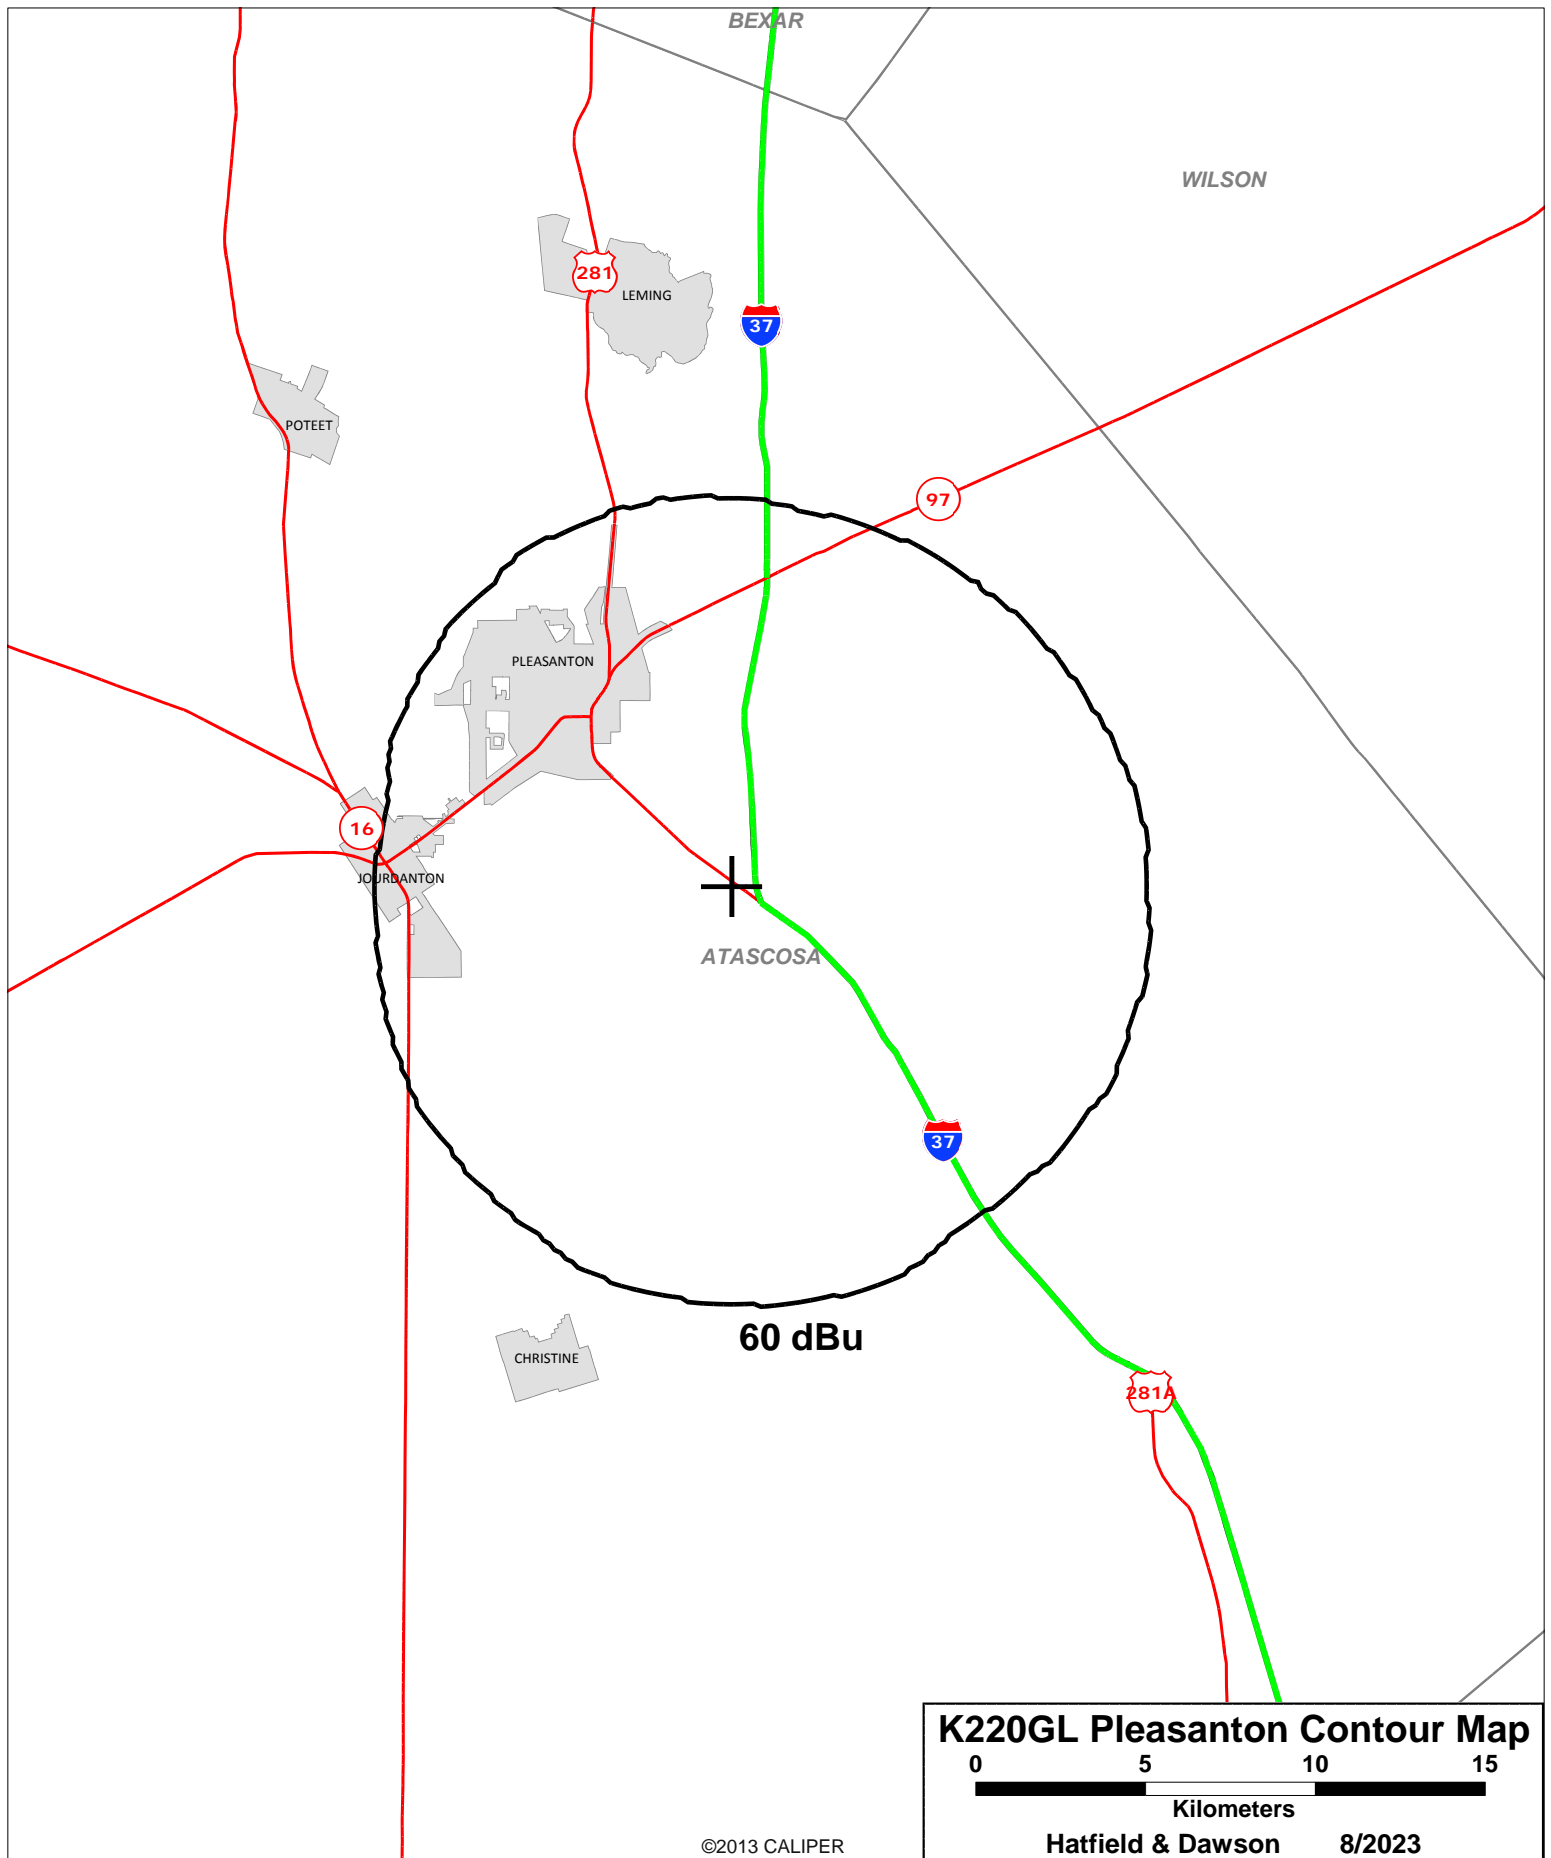 BEXAR
WILSON
281
LEMING
37
POTEET
97
PLEASANTON
16
JOURDANTON
ATASCOSA
37
60 dBu
CHRISTINE
281A
K220GL Pleasanton Contour Map
0 5 10 15
Kilometers
Hatfield & Dawson 8/2023
©2013 CALIPER